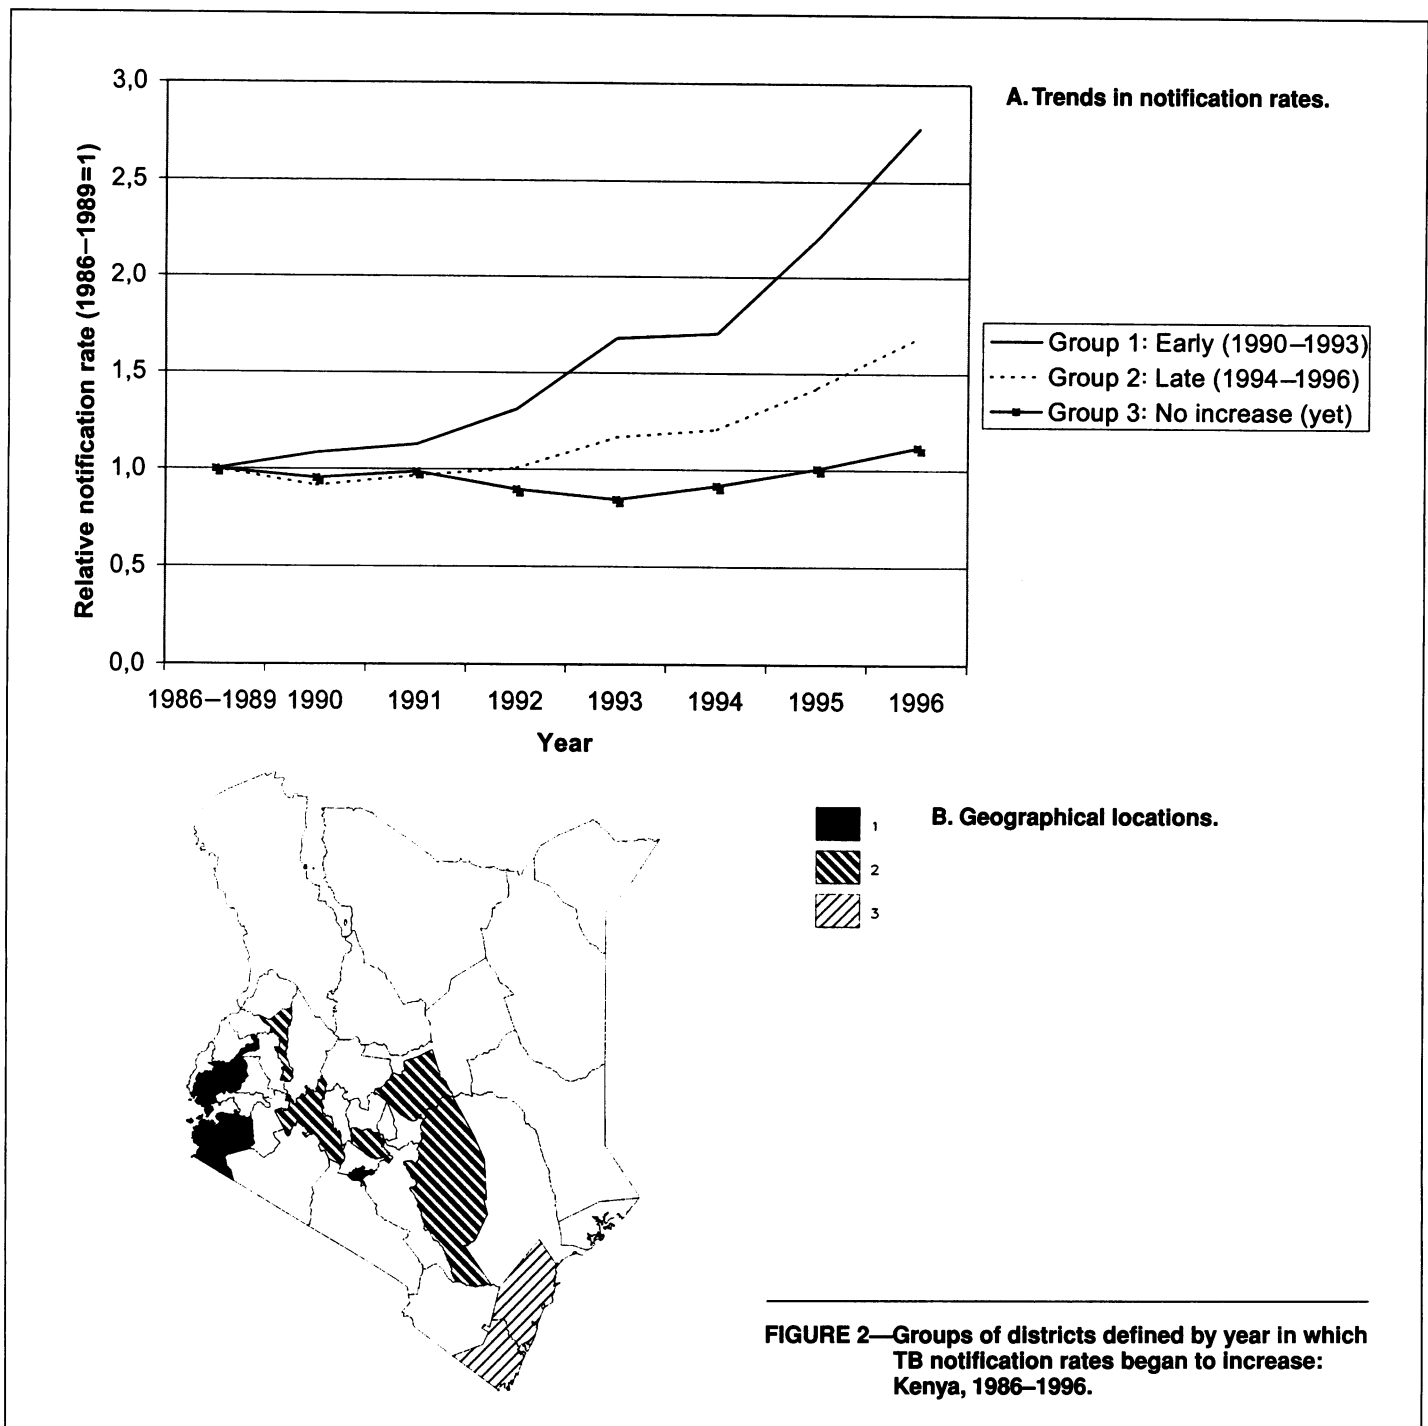 3,0
2,5
2,0
1,5
1,0
0,5
0,0
Relative notification rate (1986–1989=1)
1986–1989 1990 1991 1992 1993 1994 1995 1996
Year
A. Trends in notification rates.
Group 1: Early (1990–1993)
Group 2: Late (1994–1996)
Group 3: No increase (yet)
1
2
3
B. Geographical locations.
FIGURE 2—Groups of districts defined by year in which
TB notification rates began to increase:
Kenya, 1986–1996.